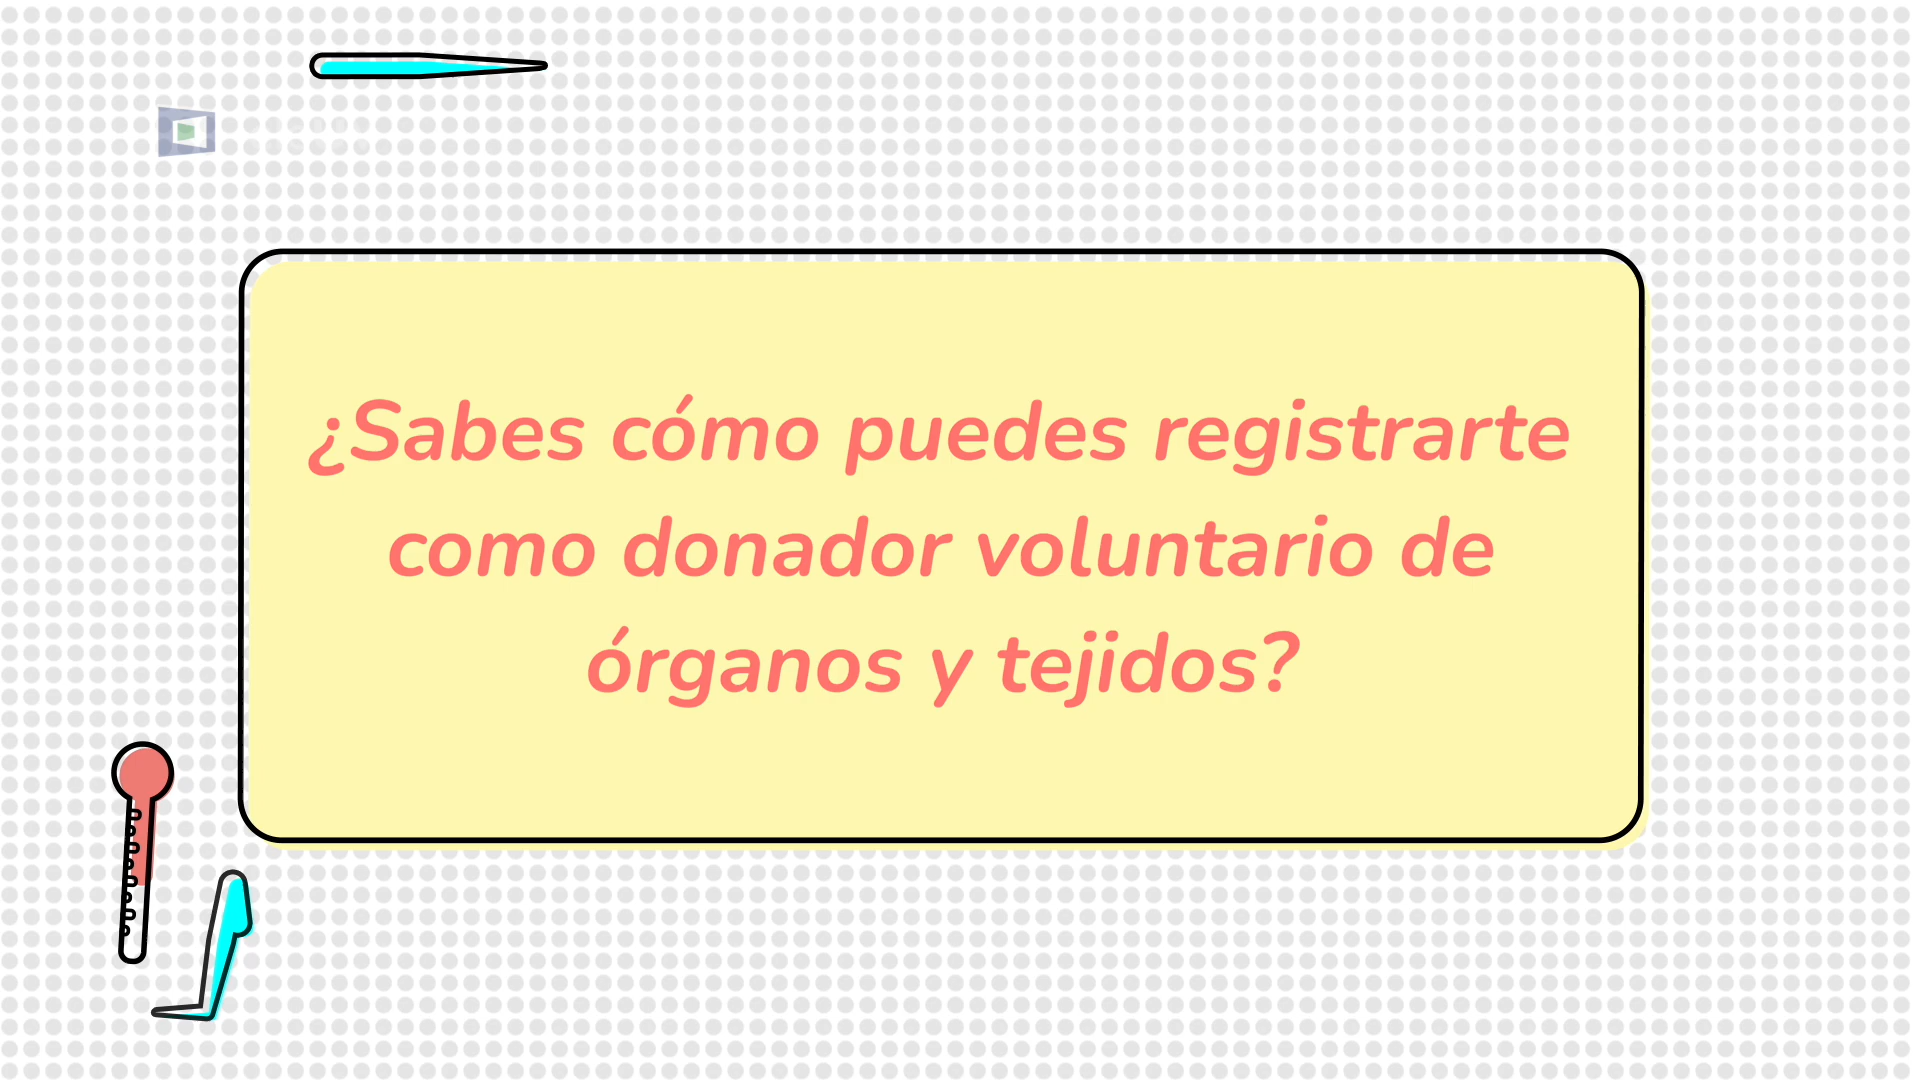 ¿Sabes cómo puedes registrarte
como donador voluntario de
órganos y tejidos?